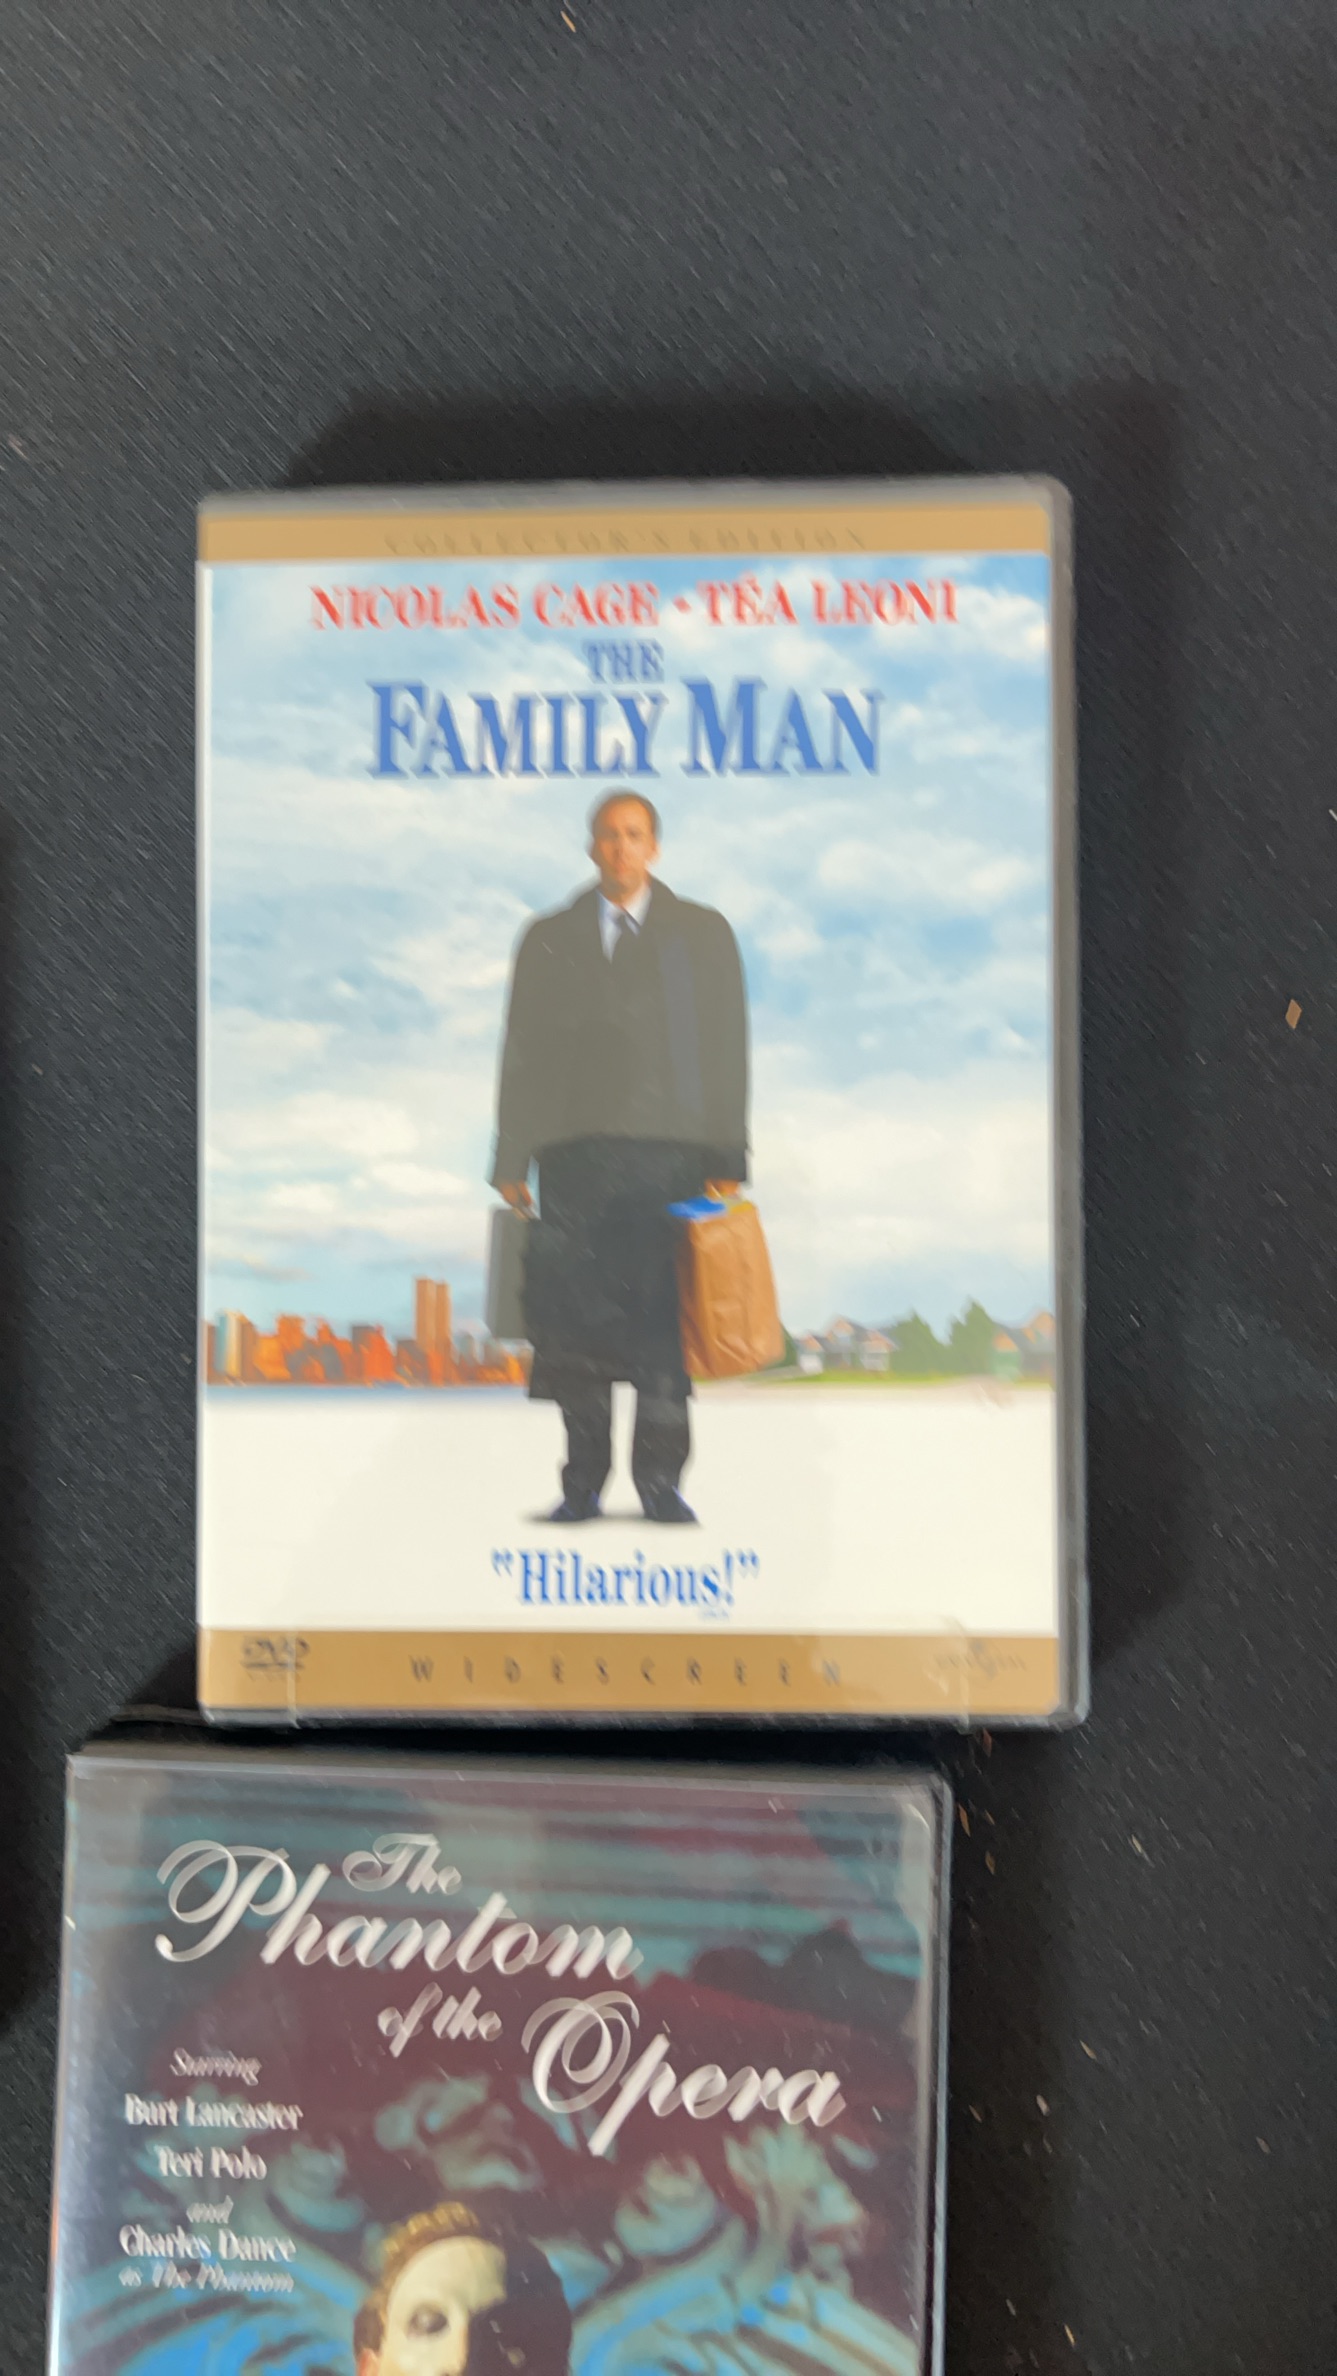 COLLECTOR'S EDITION
NICOLAS CAGE • TÉA LEONI
THE
FAMILY MAN
"Hilarious!"
DVD
WIDESCREEN
The
Phantom
of the
Opera
Starring
Burt Lancaster
Teri Polo
and
Charles Dance
as The Phantom